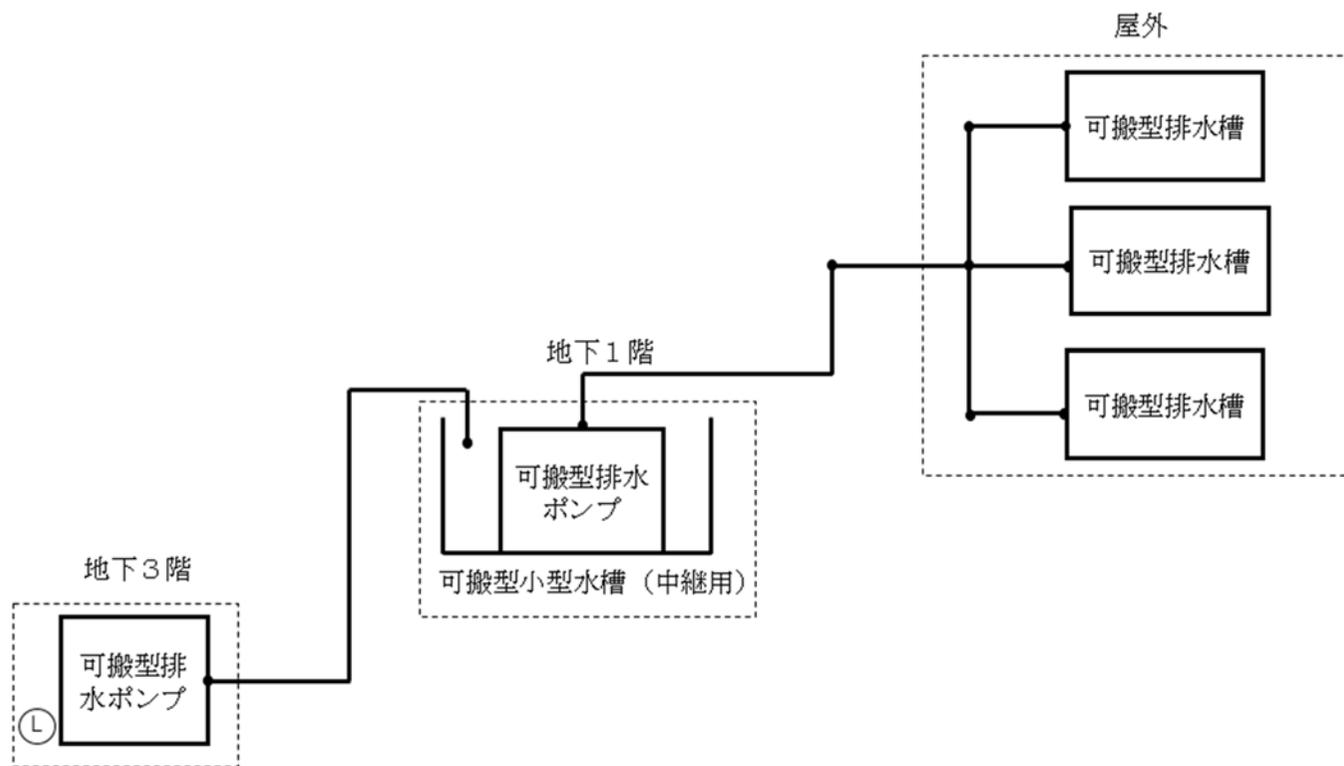 屋外
可搬型排水槽
可搬型排水槽
可搬型排水槽
地下１階
可搬型排水
ポンプ
可搬型小型水槽（中継用）
地下３階
可搬型排
水ポンプ
L